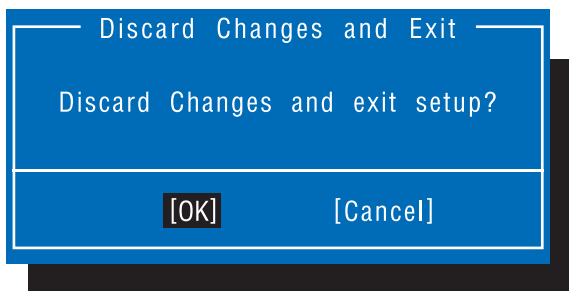 Discard Changes and Exit
Discard Changes and exit setup?
[OK] [Cancel]